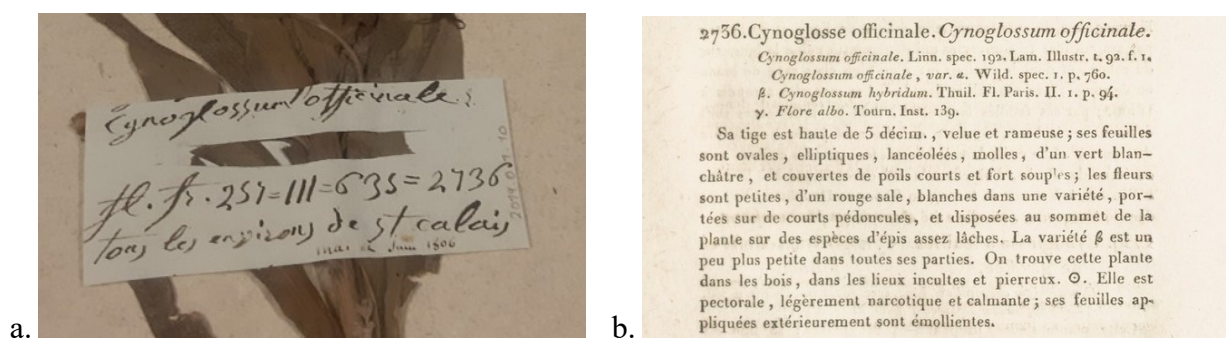 Cynoglossum officinale.
fl. fr. 257=III=635=2736
tous les environs de st calais
mai et Juin 1806
2019.01.10
a.
2736.Cynoglosse officinale. Cynoglossum officinale.
Cynoglossum officinale. Linn. spec. 192. Lam. Illustr. t. 92. f. 1.
Cynoglossum officinale, var. α. Wild. spec. 1. p. 760.
β. Cynoglossum hybridum. Thuil. Fl. Paris. II. 1. p. 94.
γ. Flore albo. Tourn. Inst. 139.
Sa tige est haute de 5 décim., velue et rameuse; ses feuilles
sont ovales, elliptiques, lancéolées, molles, d'un vert blan-
châtre, et couvertes de poils courts et fort souples; les fleurs
sont petites, d'un rouge sale, blanches dans une variété, por-
tées sur de courts pédoncules, et disposées au sommet de la
plante sur des espèces d'épis assez lâches. La variété β est un
peu plus petite dans toutes ses parties. On trouve cette plante
dans les bois, dans les lieux incultes et pierreux. ⊙. Elle est
pectorale, légèrement narcotique et calmante; ses feuilles ap-
pliquées extérieurement sont émollientes.
b.